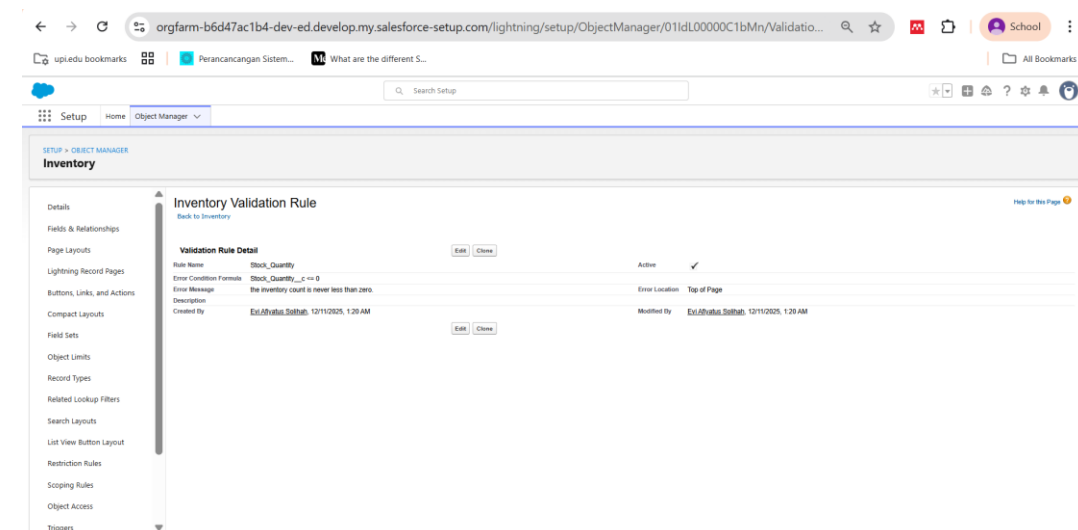 orgfarm-b6d47ac1b4-dev-ed.develop.my.salesforce-setup.com/lightning/setup/ObjectManager/01IdL00000C1bMn/Validatio...
School
upi.edu bookmarks
Perancancangan Sistem...
What are the different S...
All Bookmarks
Search Setup
Setup
Home
Object Manager
SETUP > OBJECT MANAGER
Inventory
Details
Fields & Relationships
Page Layouts
Lightning Record Pages
Buttons, Links, and Actions
Compact Layouts
Field Sets
Object Limits
Record Types
Related Lookup Filters
Search Layouts
List View Button Layout
Restriction Rules
Scoping Rules
Object Access
Triggers
Inventory Validation Rule
Help for this Page
Back to Inventory
Validation Rule Detail
Edit Clone
Rule Name Stock_Quantity Active ✓
Error Condition Formula Stock_Quantity__c <= 0
Error Message the inventory count is never less than zero. Error Location Top of Page
Description
Created By Evi Afiyatus Solihah, 12/11/2025, 1:20 AM Modified By Evi Afiyatus Solihah, 12/11/2025, 1:20 AM
Edit Clone